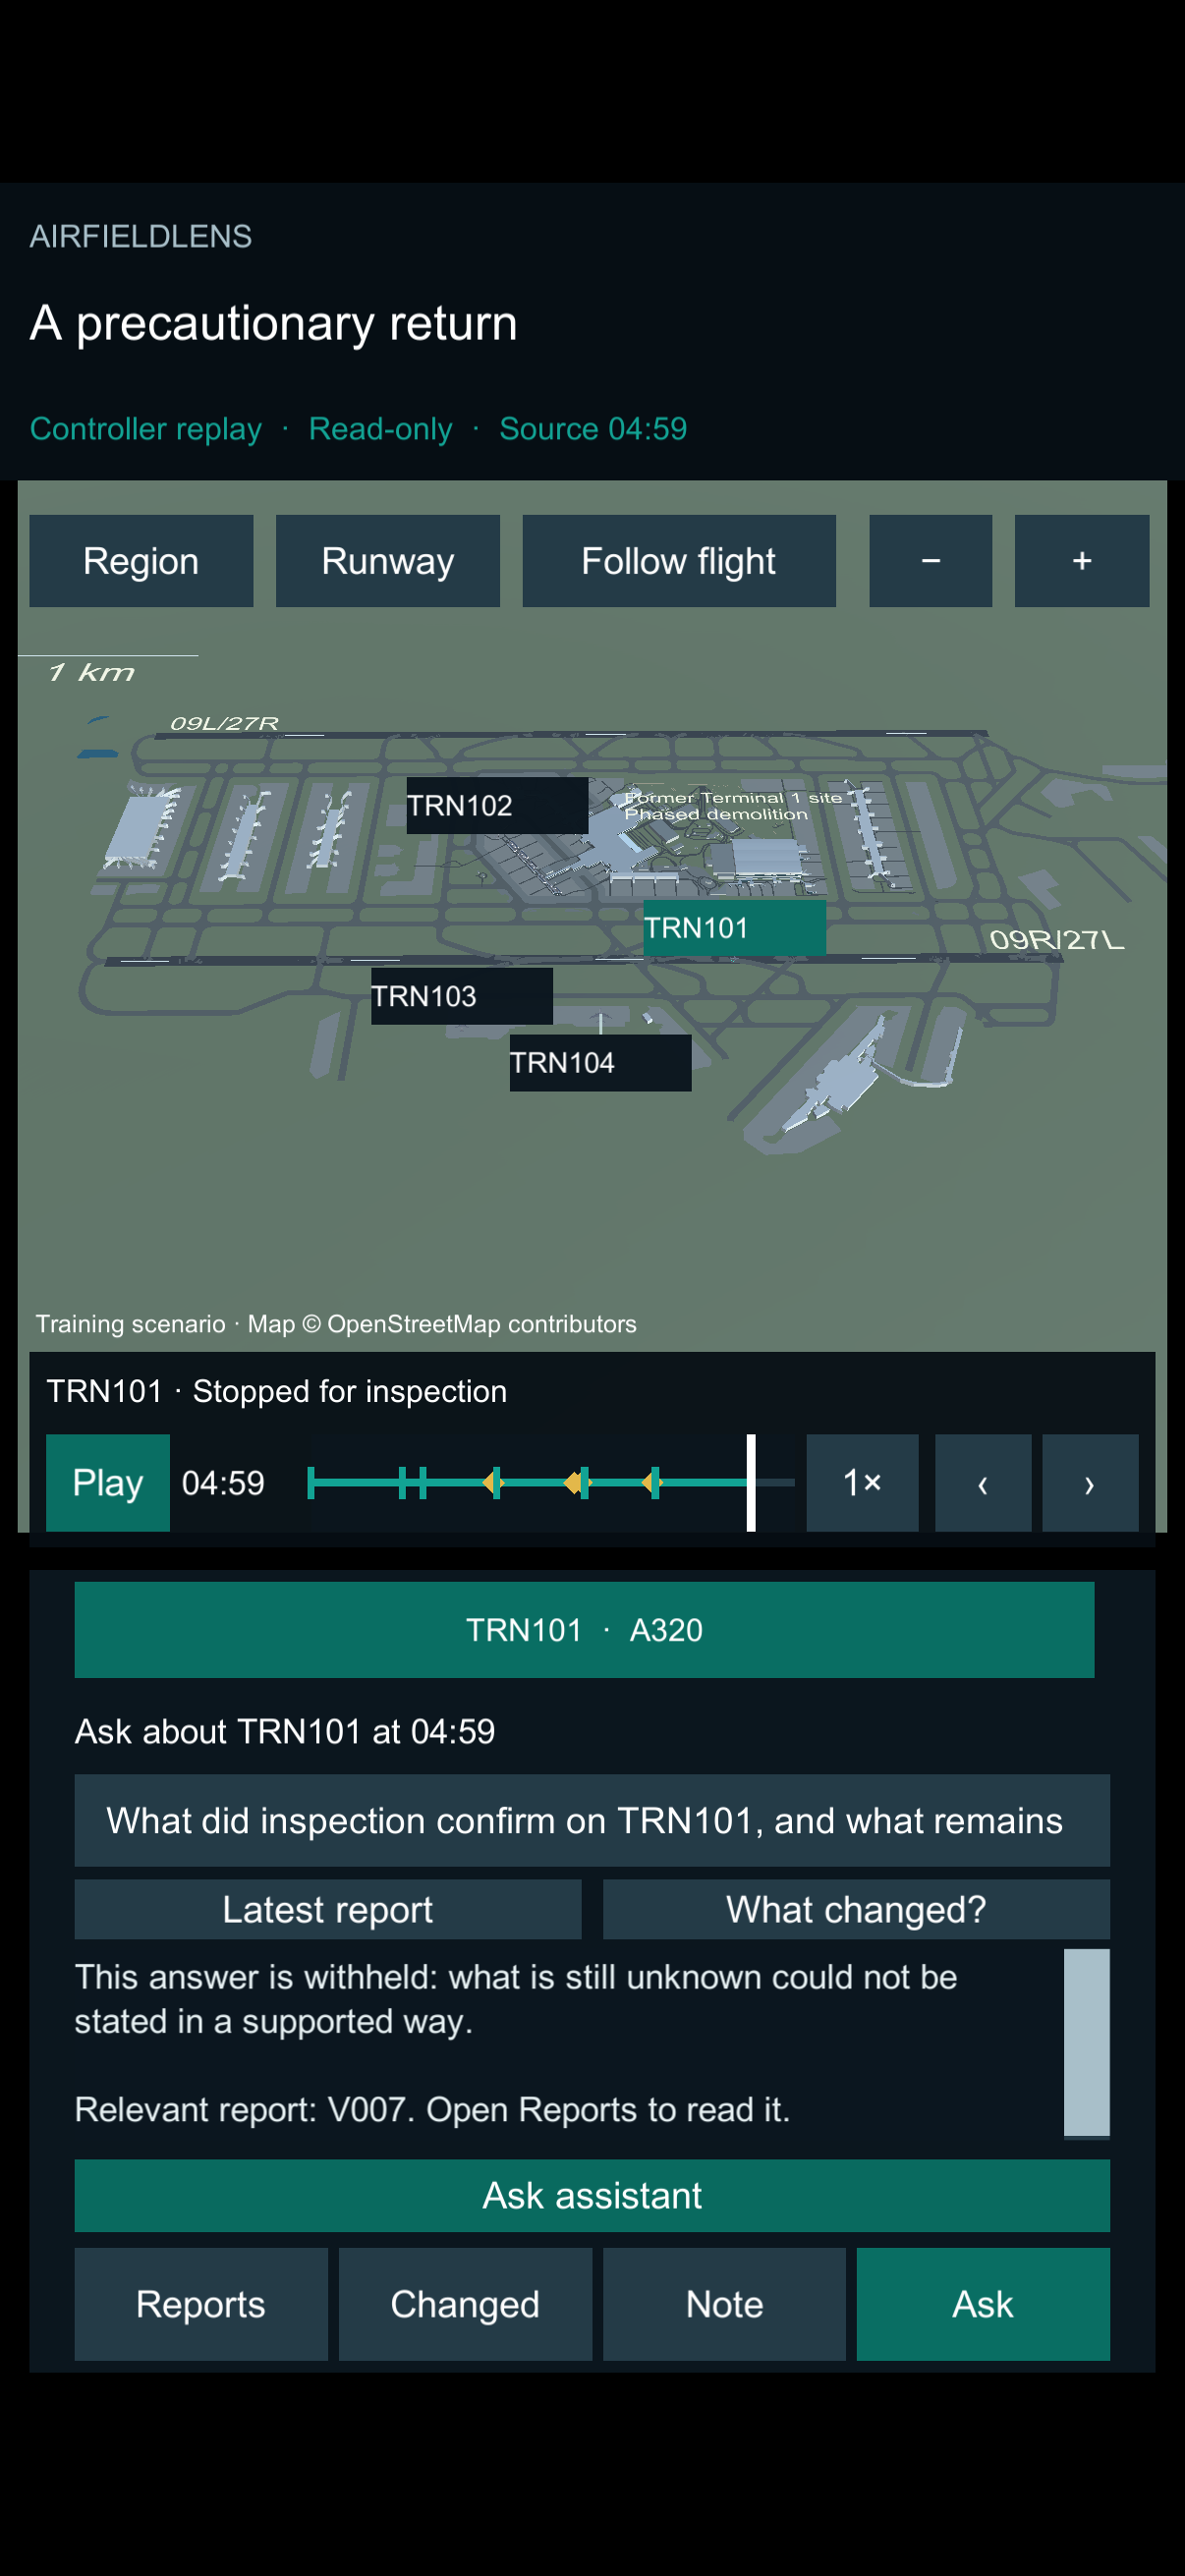 AIRFIELDLENS
A precautionary return
Controller replay · Read-only · Source 04:59
Region Runway Follow flight − +
1 km
09L/27R
TRN102
Former Terminal 1 site
Phased demolition
TRN101
09R/27L
TRN103
TRN104
Training scenario · Map © OpenStreetMap contributors
TRN101 · Stopped for inspection
Play 04:59 1× ‹ ›
TRN101 · A320
Ask about TRN101 at 04:59
What did inspection confirm on TRN101, and what remains
Latest report What changed?
This answer is withheld: what is still unknown could not be
stated in a supported way.
Relevant report: V007. Open Reports to read it.
Ask assistant
Reports Changed Note Ask